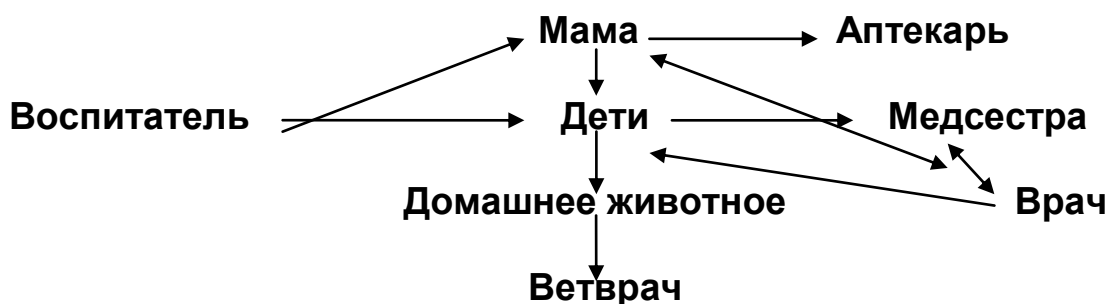 Мама Аптекарь
Воспитатель Дети Медсестра
Домашнее животное Врач
Ветврач